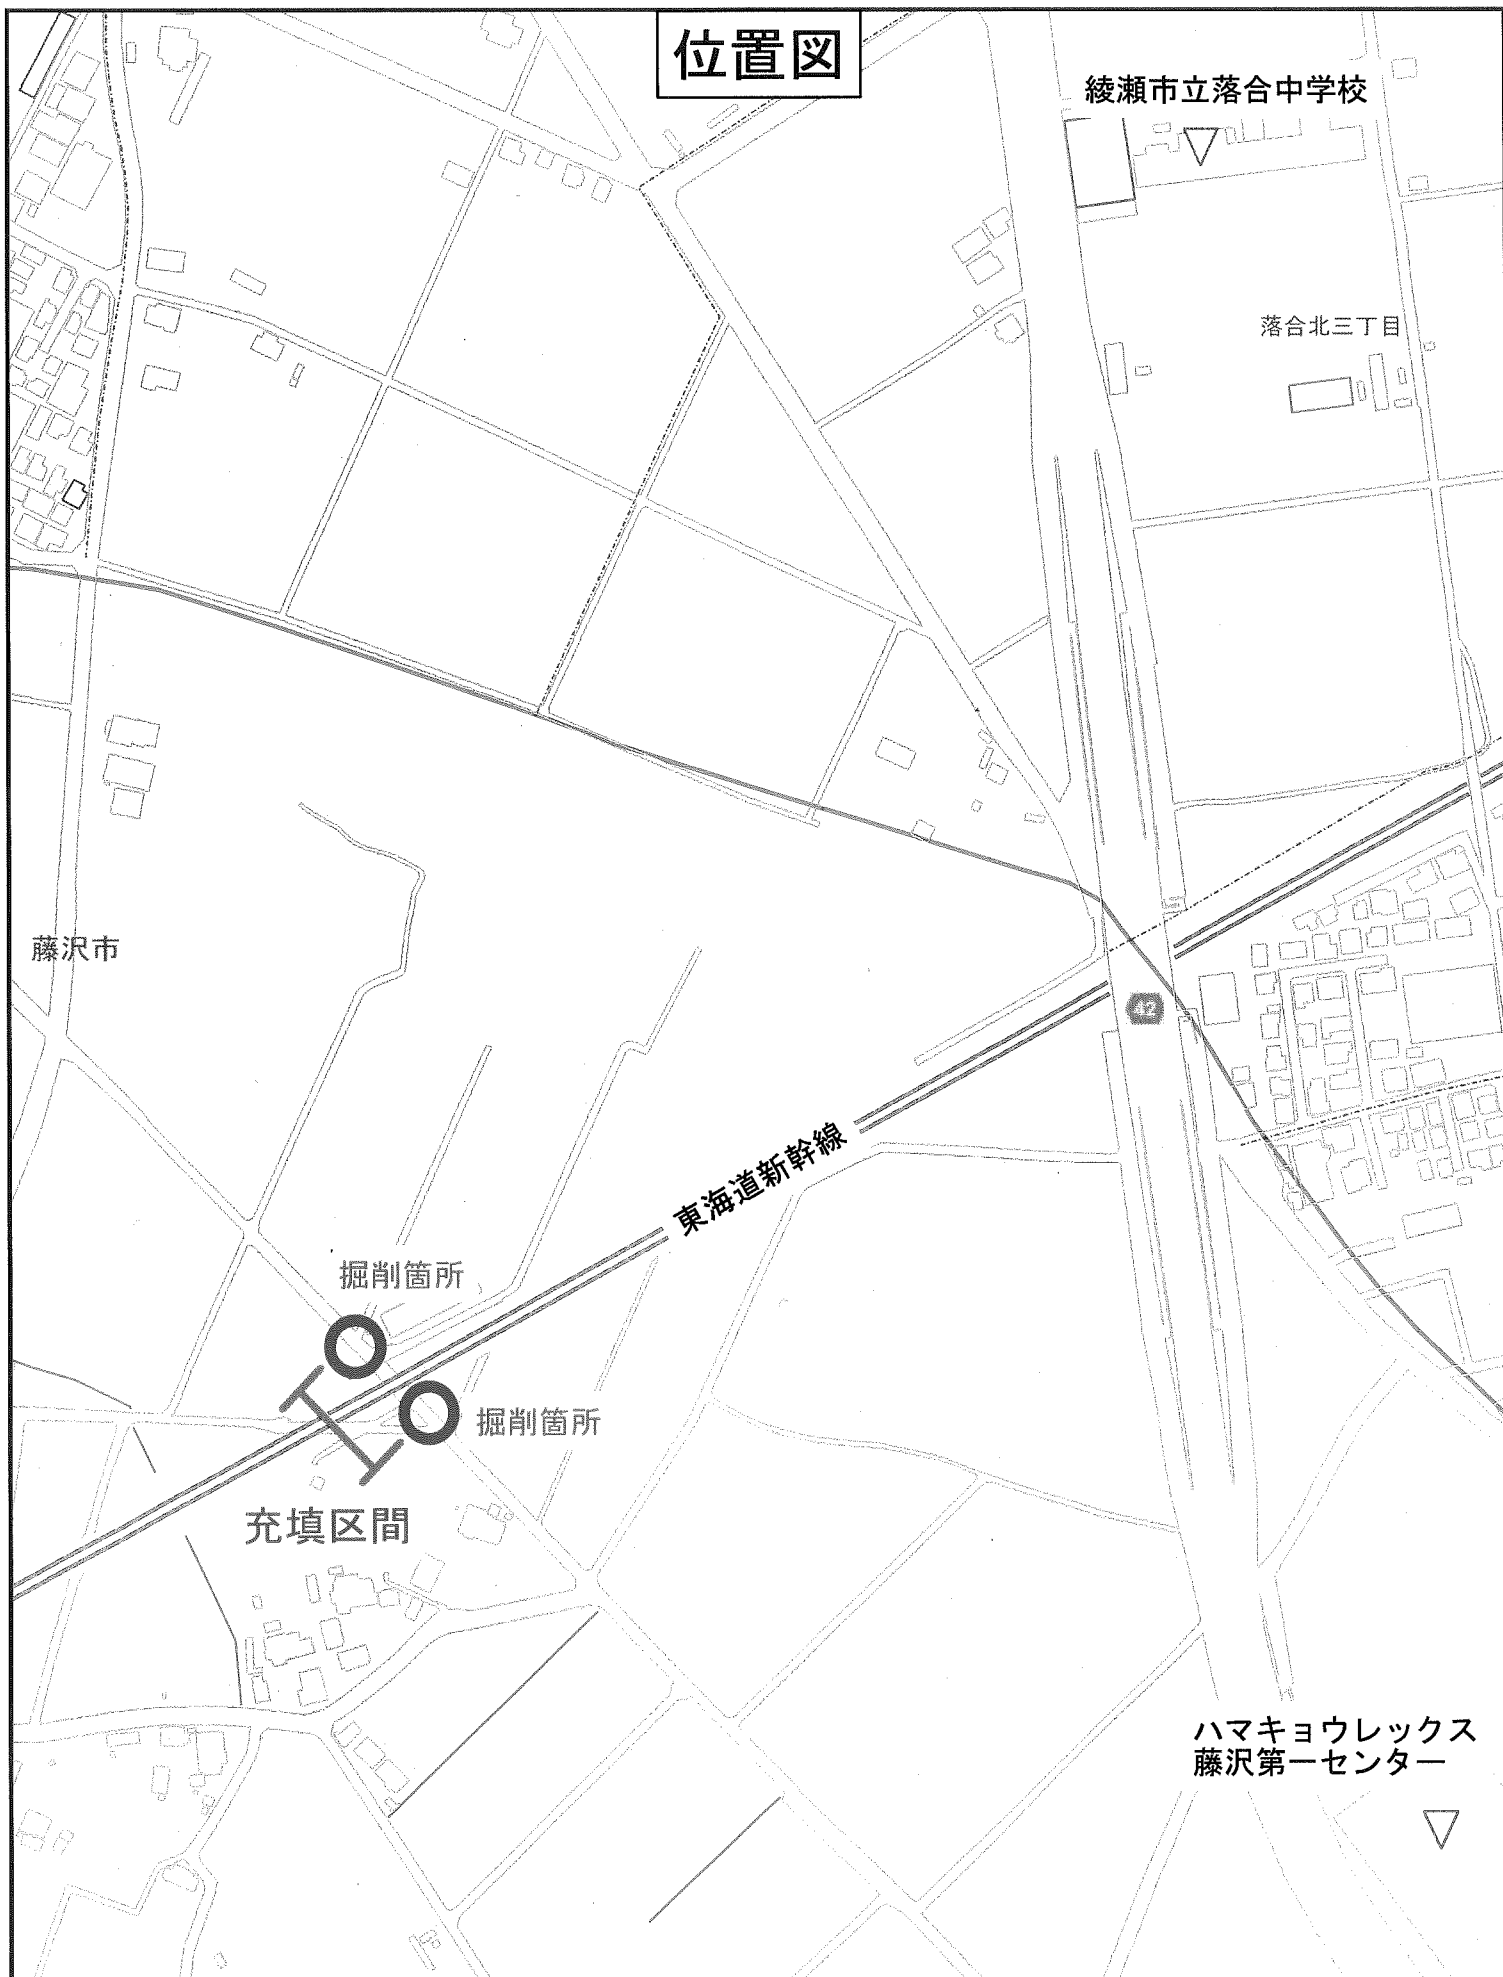 位置図
綾瀬市立落合中学校
落合北三丁目
藤沢市
42
東海道新幹線
掘削箇所
掘削箇所
充填区間
ハマキョウレックス
藤沢第一センター